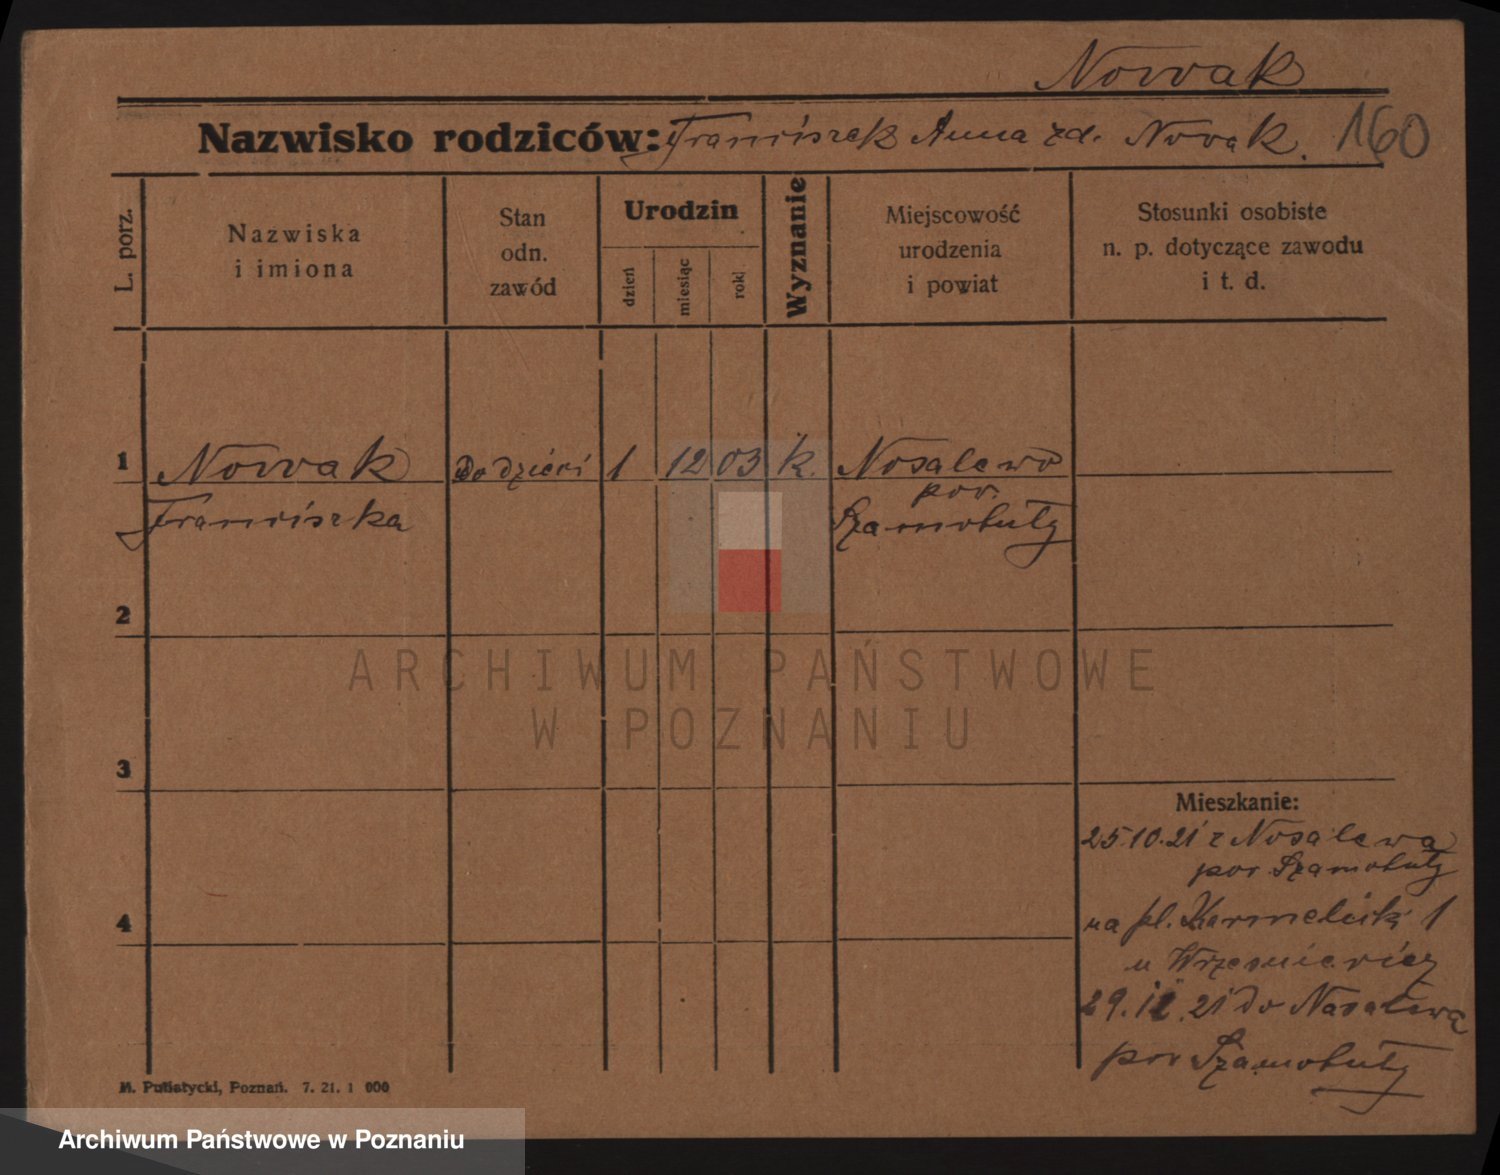 Nowak
Nazwisko rodziców: Franciszek Anna zd. Nowak. 160
L. porz.
Nazwiska
i imiona
Stan
odn.
zawód
Urodzin
dzień
miesiąc
rok
Wyznanie
Miejscowość
urodzenia
i powiat
Stosunki osobiste
n. p. dotyczące zawodu
i t. d.
1 Nowak do dzieci 1 12 03 k. Nosalewo
pow.
Franciszka Szamotuły
2
ARCHIWUM PAŃSTWOWE
W POZNANIU
3
Mieszkanie:
25.10.21 z Nosalewa
pow Szamotuły
4
na pl. Karmelicki 1
u Wrzesniewicz
29. 21 do Nosalewa
pow Szamotuły
M. Putiatycki, Poznań. 7. 21. 1 000
Archiwum Państwowe w Poznaniu